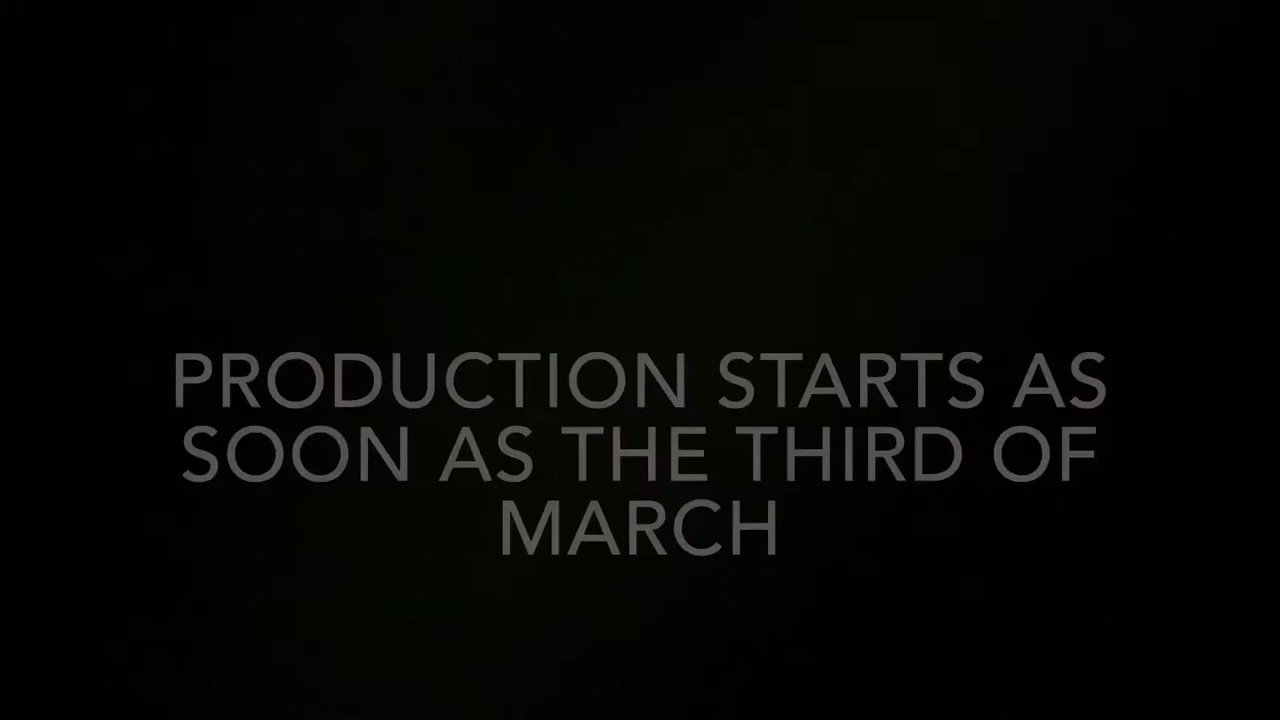 PRODUCTION STARTS AS
SOON AS THE THIRD OF
MARCH